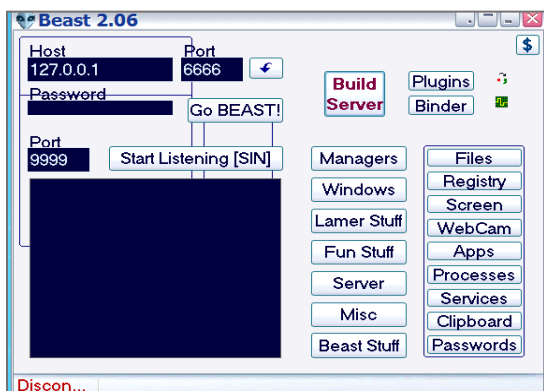 Beast 2.06
$
Host Port
127.0.0.1 6666
Password
Go BEAST!
Port
9999 Start Listening [SIN]
Build
Server
Plugins
Binder
Managers
Windows
Lamer Stuff
Fun Stuff
Server
Misc
Beast Stuff
Files
Registry
Screen
WebCam
Apps
Processes
Services
Clipboard
Passwords
Discon...